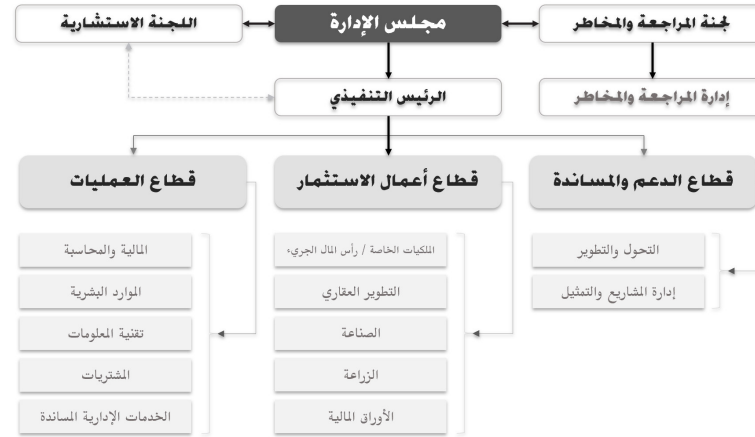 لجنة المراجعة والمخاطر
مجلس الإدارة
اللجنة الاستشارية
إدارة المراجعة والمخاطر
الرئيس التنفيذي
قطاع الدعم والمساندة
قطاع أعمال الاستثمار
قطاع العمليات
التحول والتطوير
إدارة المشاريع والتمثيل
الملكيات الخاصة / رأس المال الجريء
التطوير العقاري
الصناعة
الزراعة
الأوراق المالية
المالية والمحاسبة
الموارد البشرية
تقنية المعلومات
المشتريات
الخدمات الإدارية المساندة